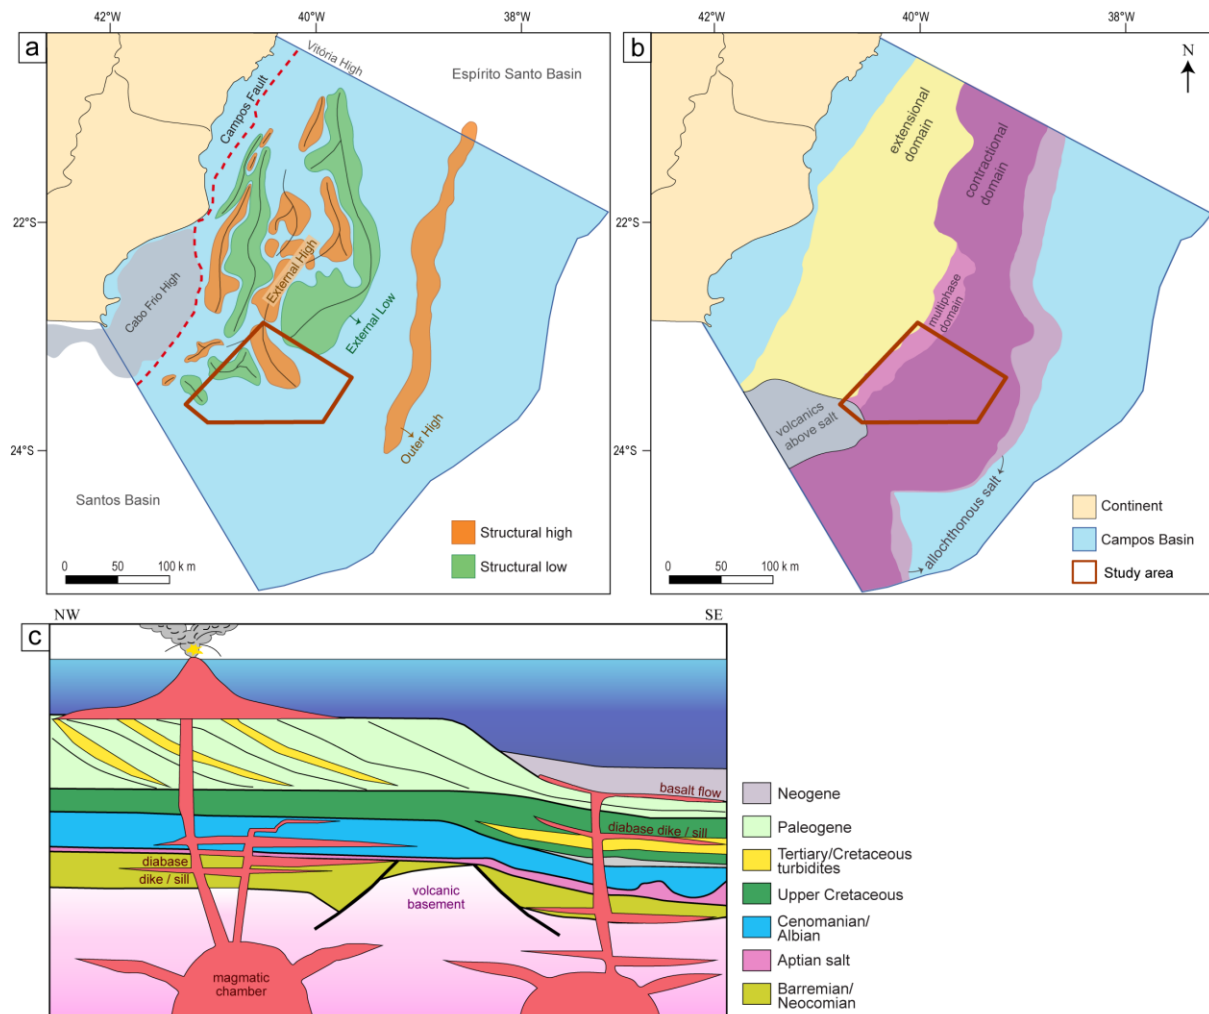 42°W
40°W
38°W
42°W
40°W
38°W
a
Vitória High
Espírito Santo Basin
Campos Fault
22°S
Cabo Frio High
External High
External Low
Outer High
24°S
Santos Basin
Structural high
Structural low
0 50 100 km
b
N
extensional
domain
contractional
domain
22°S
multiphase
domain
volcanics
above salt
24°S
allochthonous salt
Continent
Campos Basin
Study area
0 50 100 km
NW
SE
c
basalt flow
diabase dike / sill
diabase
dike / sill
volcanic
basement
magmatic
chamber
Neogene
Paleogene
Tertiary/Cretaceous
turbidites
Upper Cretaceous
Cenomanian/
Albian
Aptian salt
Barremian/
Neocomian